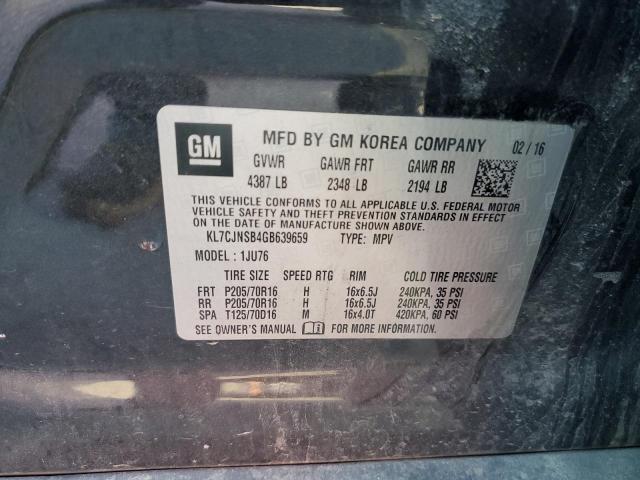 GM MFD BY GM KOREA COMPANY 02 / 16
GVWR GAWR FRT GAWR RR
4387 LB 2348 LB 2194 LB
THIS VEHICLE CONFORMS TO ALL APPLICABLE U.S. FEDERAL MOTOR
VEHICLE SAFETY AND THEFT PREVENTION STANDARDS IN EFFECT
ON THE DATE OF MANUFACTURE SHOWN ABOVE.
KL7CJNSB4GB639659 TYPE: MPV
MODEL : 1JU76
TIRE SIZE SPEED RTG RIM COLD TIRE PRESSURE
FRT P205/70R16 H 16x6.5J 240KPA, 35 PSI
RR P205/70R16 H 16x6.5J 240KPA, 35 PSI
SPA T125/70D16 M 16x4.0T 420KPA, 60 PSI
SEE OWNER'S MANUAL FOR MORE INFORMATION.